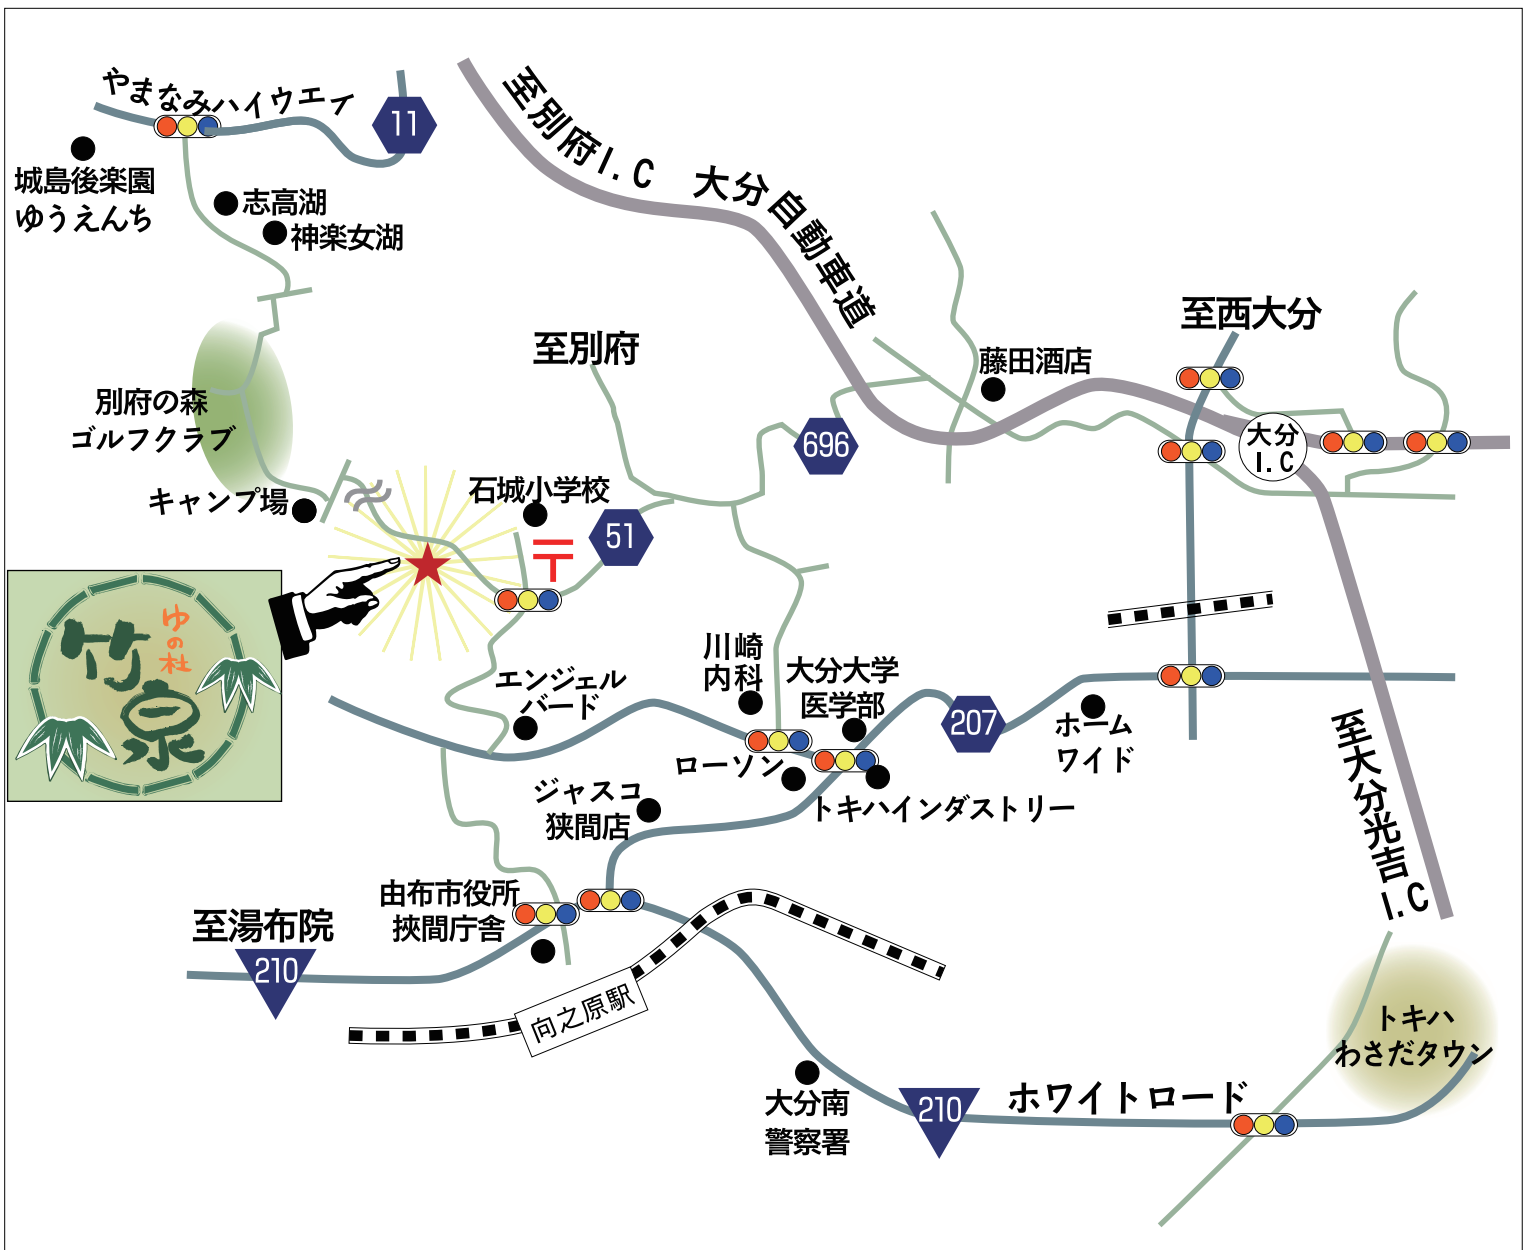 やまなみハイウエイ
11
城島後楽園
ゆうえんち
志高湖
神楽女湖
至別府I.C
大分自動車道
至西大分
至別府
藤田酒店
別府の森
ゴルフクラブ
696
大分
I.C
キャンプ場
石城小学校
51
〒
ゆの杜
竹泉
川崎
内科
大分大学
医学部
エンジェル
バード
207
ホーム
ワイド
ローソン
トキハインダストリー
ジャスコ
狭間店
至大分光吉I.C
由布市役所
挾間庁舎
至湯布院
210
向之原駅
トキハ
わさだタウン
大分南
警察署
210
ホワイトロード